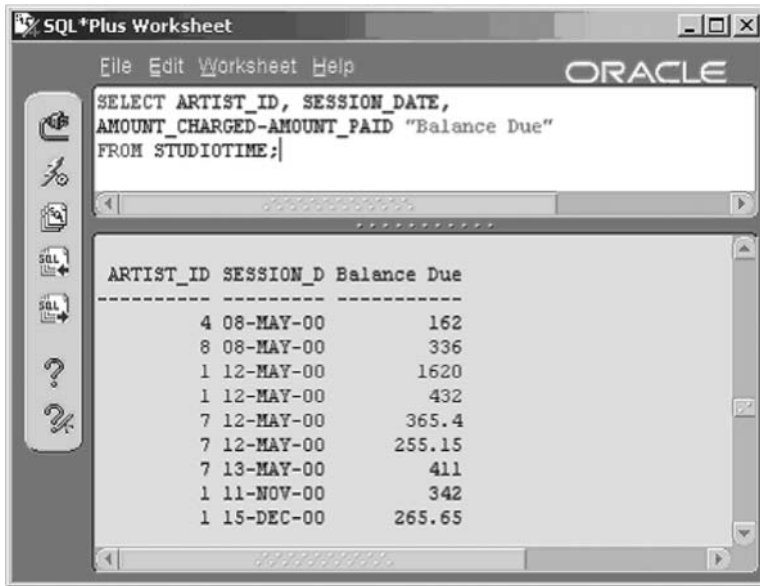 SQL*Plus Worksheet
File Edit Worksheet Help
ORACLE
SELECT ARTIST_ID, SESSION_DATE,
AMOUNT_CHARGED-AMOUNT_PAID "Balance Due"
FROM STUDIOTIME;
ARTIST_ID SESSION_D Balance Due
---------- --------- -----------
4 08-MAY-00 162
8 08-MAY-00 336
1 12-MAY-00 1620
1 12-MAY-00 432
7 12-MAY-00 365.4
7 12-MAY-00 255.15
7 13-MAY-00 411
1 11-NOV-00 342
1 15-DEC-00 265.65
SQL
SQL
?
?